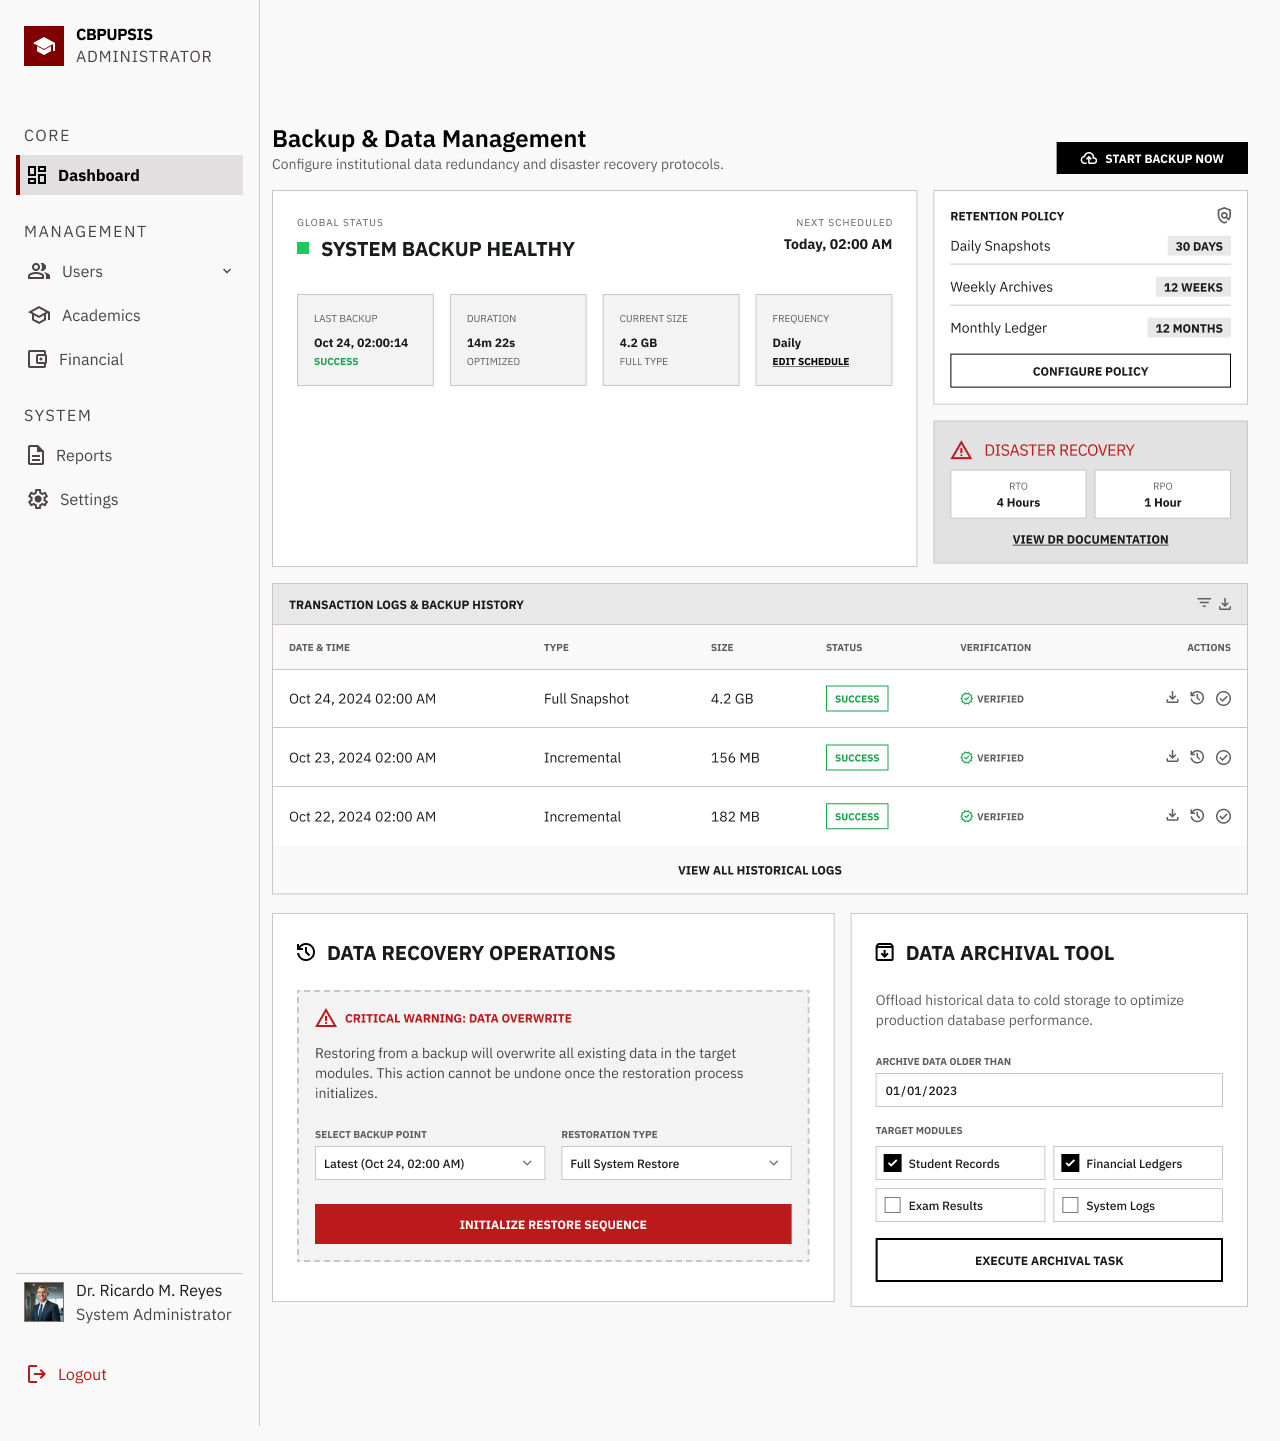 CBPUPSIS
ADMINISTRATOR
CORE
Dashboard
MANAGEMENT
Users
Academics
Financial
SYSTEM
Reports
Settings
Dr. Ricardo M. Reyes
System Administrator
Logout
Backup & Data Management
Configure institutional data redundancy and disaster recovery protocols.
START BACKUP NOW
GLOBAL STATUS
SYSTEM BACKUP HEALTHY
NEXT SCHEDULED
Today, 02:00 AM
LAST BACKUP
Oct 24, 02:00:14
SUCCESS
DURATION
14m 22s
OPTIMIZED
CURRENT SIZE
4.2 GB
FULL TYPE
FREQUENCY
Daily
EDIT SCHEDULE
RETENTION POLICY
Daily Snapshots 30 DAYS
Weekly Archives 12 WEEKS
Monthly Ledger 12 MONTHS
CONFIGURE POLICY
DISASTER RECOVERY
RTO
4 Hours
RPO
1 Hour
VIEW DR DOCUMENTATION
TRANSACTION LOGS & BACKUP HISTORY
DATE & TIME TYPE SIZE STATUS VERIFICATION ACTIONS
Oct 24, 2024 02:00 AM Full Snapshot 4.2 GB SUCCESS VERIFIED
Oct 23, 2024 02:00 AM Incremental 156 MB SUCCESS VERIFIED
Oct 22, 2024 02:00 AM Incremental 182 MB SUCCESS VERIFIED
VIEW ALL HISTORICAL LOGS
DATA RECOVERY OPERATIONS
CRITICAL WARNING: DATA OVERWRITE
Restoring from a backup will overwrite all existing data in the target
modules. This action cannot be undone once the restoration process
initializes.
SELECT BACKUP POINT
Latest (Oct 24, 02:00 AM)
RESTORATION TYPE
Full System Restore
INITIALIZE RESTORE SEQUENCE
DATA ARCHIVAL TOOL
Offload historical data to cold storage to optimize
production database performance.
ARCHIVE DATA OLDER THAN
01/01/2023
TARGET MODULES
Student Records
Financial Ledgers
Exam Results
System Logs
EXECUTE ARCHIVAL TASK